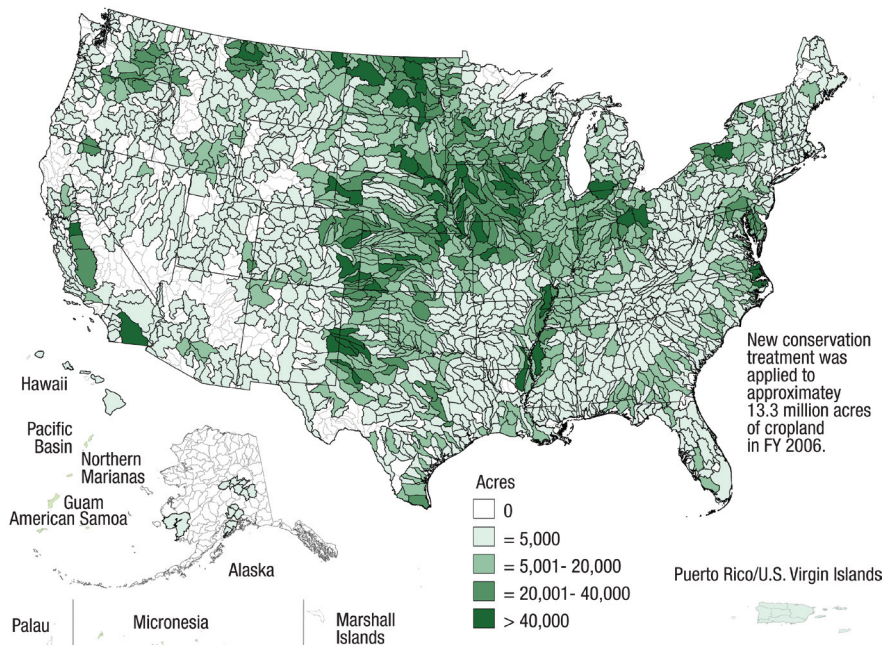 New conservation
treatment was
applied to
approximatey
13.3 million acres
of cropland
in FY 2006.
Hawaii
Pacific
Basin
Northern
Marianas
Guam
American Samoa
Alaska
Acres
0
= 5,000
= 5,001- 20,000
= 20,001- 40,000
> 40,000
Puerto Rico/U.S. Virgin Islands
Palau
Micronesia
Marshall
Islands